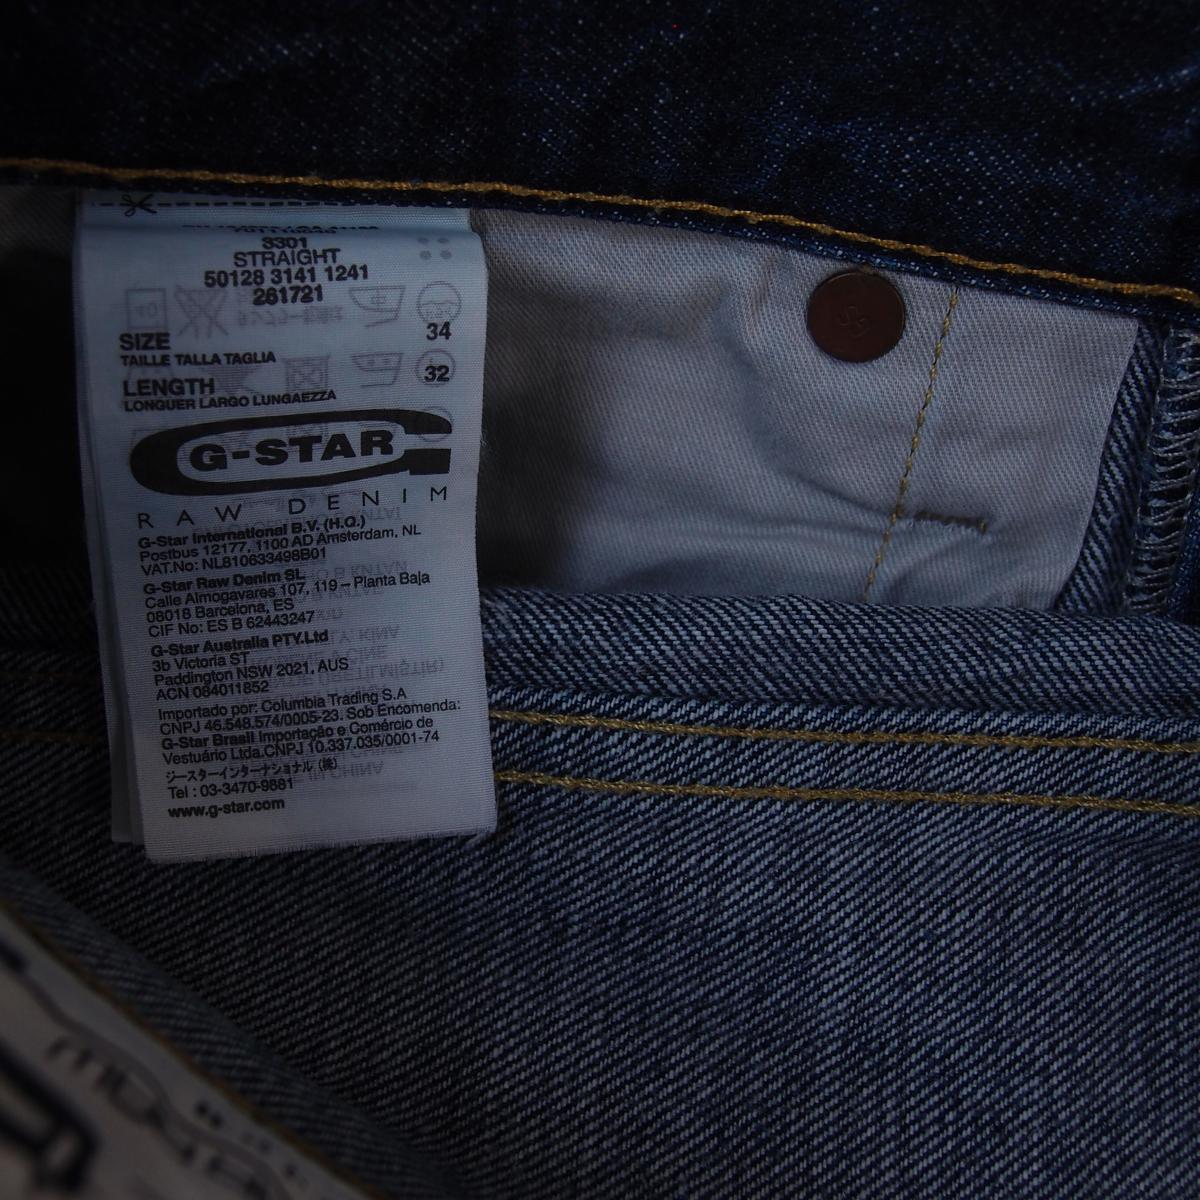 3301
STRAIGHT
50128 3141 1241
261721
SIZE 34
TAILLE TALLA TAGLIA
LENGTH 32
LONGUER LARGO LUNGAEZZA
G-STAR
RAW DENIM
G-Star International B.V. (H.Q.)
Postbus 12177, 1100 AD Amsterdam, NL
VAT.No: NL810633498B01
G-Star Raw Denim SL
Calle Almogavares 107, 119 – Planta Baja
08018 Barcelona, ES
CIF No: ES B 62443247
G-Star Australia PTY.Ltd
3b Victoria ST
Paddington NSW 2021, AUS
ACN 084011852
Importado por: Columbia Trading S.A
CNPJ 46.548.574/0005-23. Sob Encomenda:
G-Star Brasil Importação e Comércio de
Vestuário Ltda.CNPJ 10.337.035/0001-74
ジースターインターナショナル (株)
Tel : 03-3470-9881
www.g-star.com